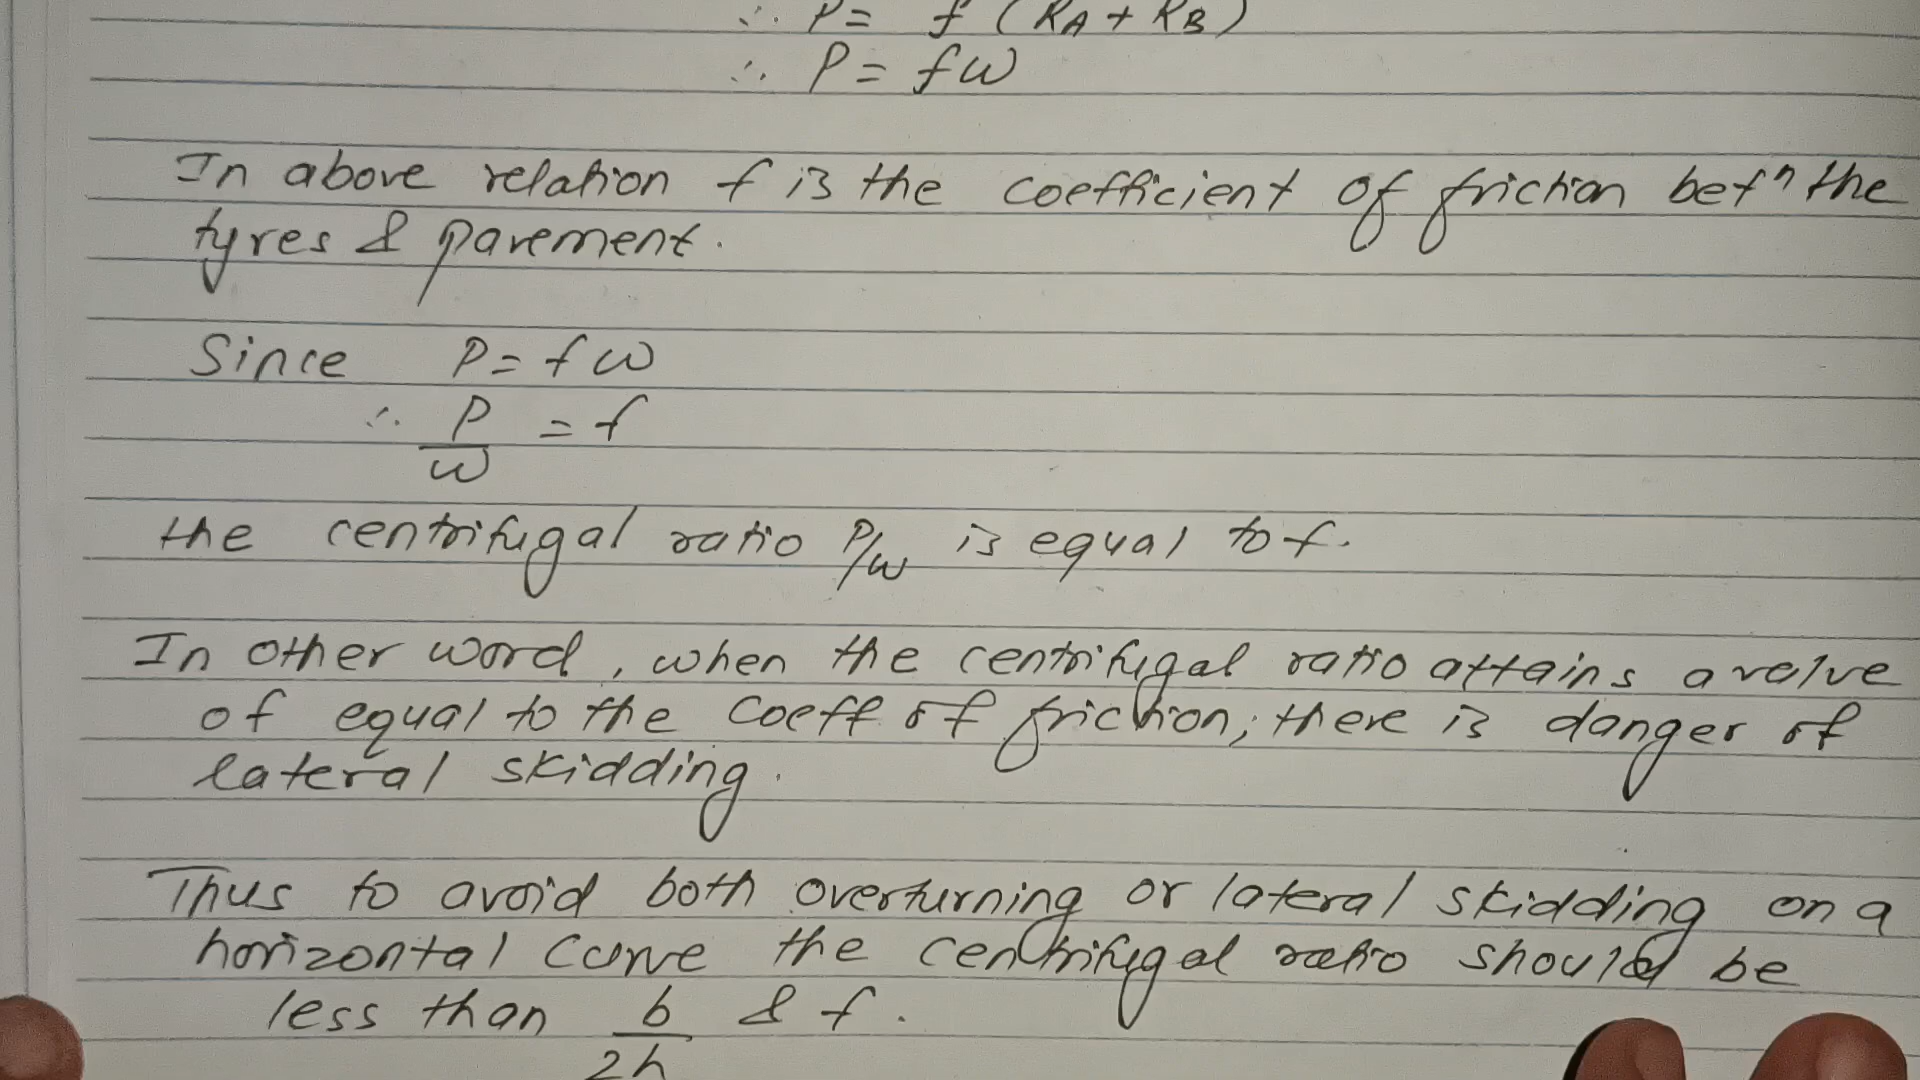 ∴ P = f (RA + RB)
∴ P = fW
In above relation f is the coefficient of friction betn the
tyres & pavement.
Since P = fW
∴ P/W = f
the centrifugal ratio P/W is equal to f.
In other word, when the centrifugal ratio attains a value
of equal to the coeff of friction, there is danger of
lateral skidding.
Thus to avoid both overturning or lateral skidding on a
horizontal curve the centrifugal ratio should be
less than b/2h & f.